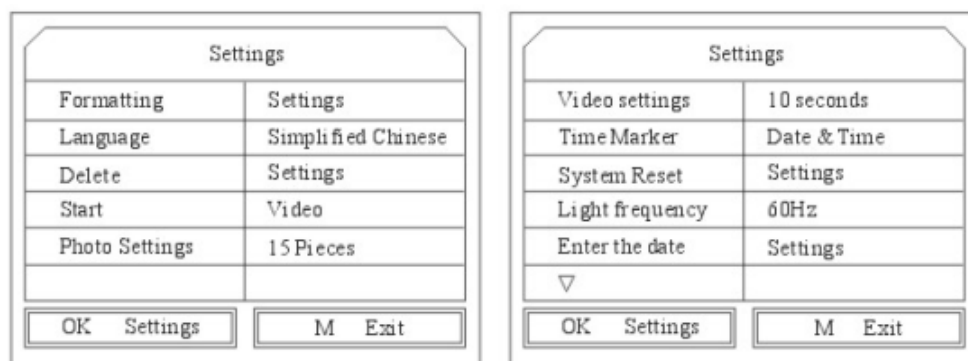 Settings
Formatting Settings
Language Simplified Chinese
Delete Settings
Start Video
Photo Settings 15 Pieces
OK Settings M Exit
Settings
Video settings 10 seconds
Time Marker Date & Time
System Reset Settings
Light frequency 60Hz
Enter the date Settings
▽
OK Settings M Exit